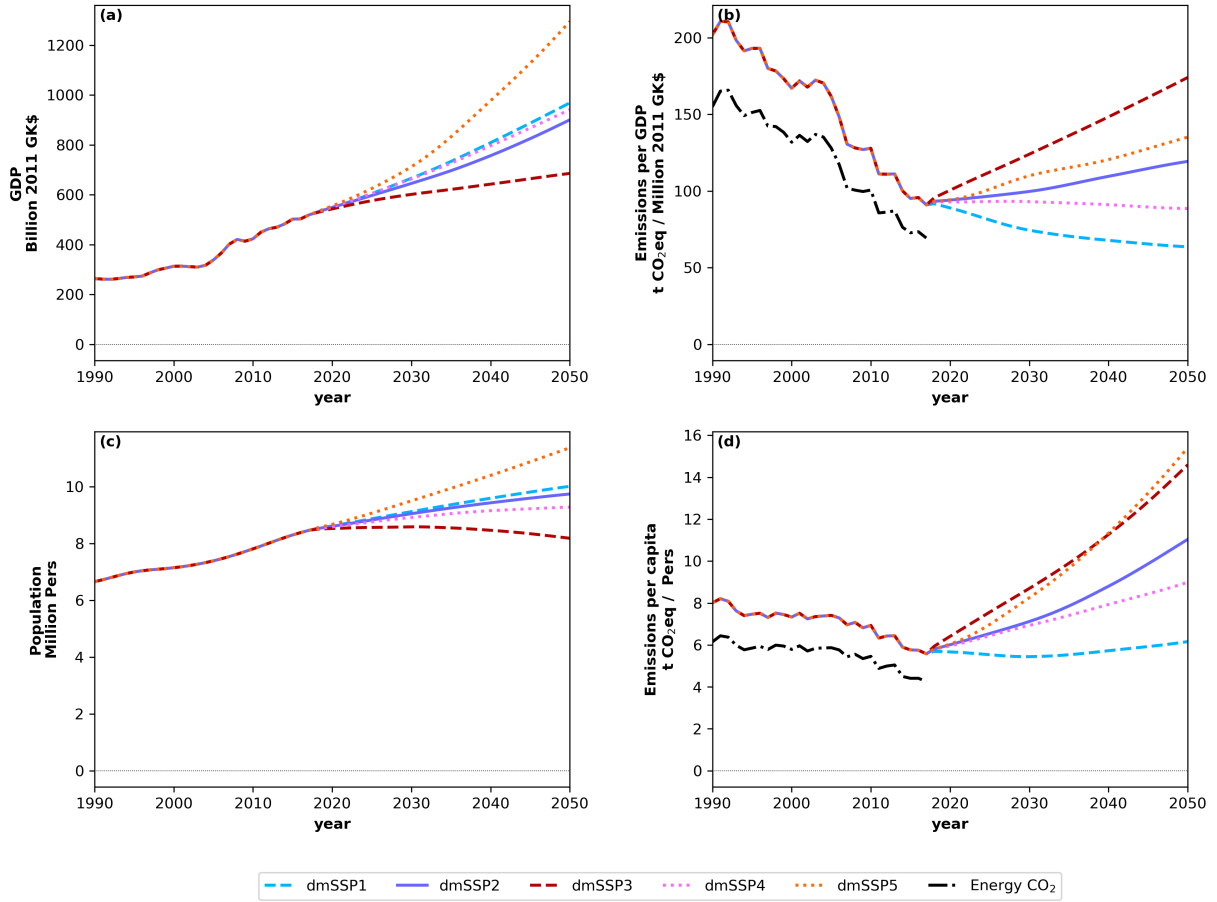 (a)
GDP
Billion 2011 GK$
1200
1000
800
600
400
200
0
1990 2000 2010 2020 2030 2040 2050
year
(b)
Emissions per GDP
t CO₂eq / Million 2011 GK$
200
150
100
50
0
1990 2000 2010 2020 2030 2040 2050
year
(c)
Population
Million Pers
10
8
6
4
2
0
1990 2000 2010 2020 2030 2040 2050
year
(d)
Emissions per capita
t CO₂eq / Pers
16
14
12
10
8
6
4
2
0
1990 2000 2010 2020 2030 2040 2050
year
dmSSP1 dmSSP2 dmSSP3 dmSSP4 dmSSP5 Energy CO₂